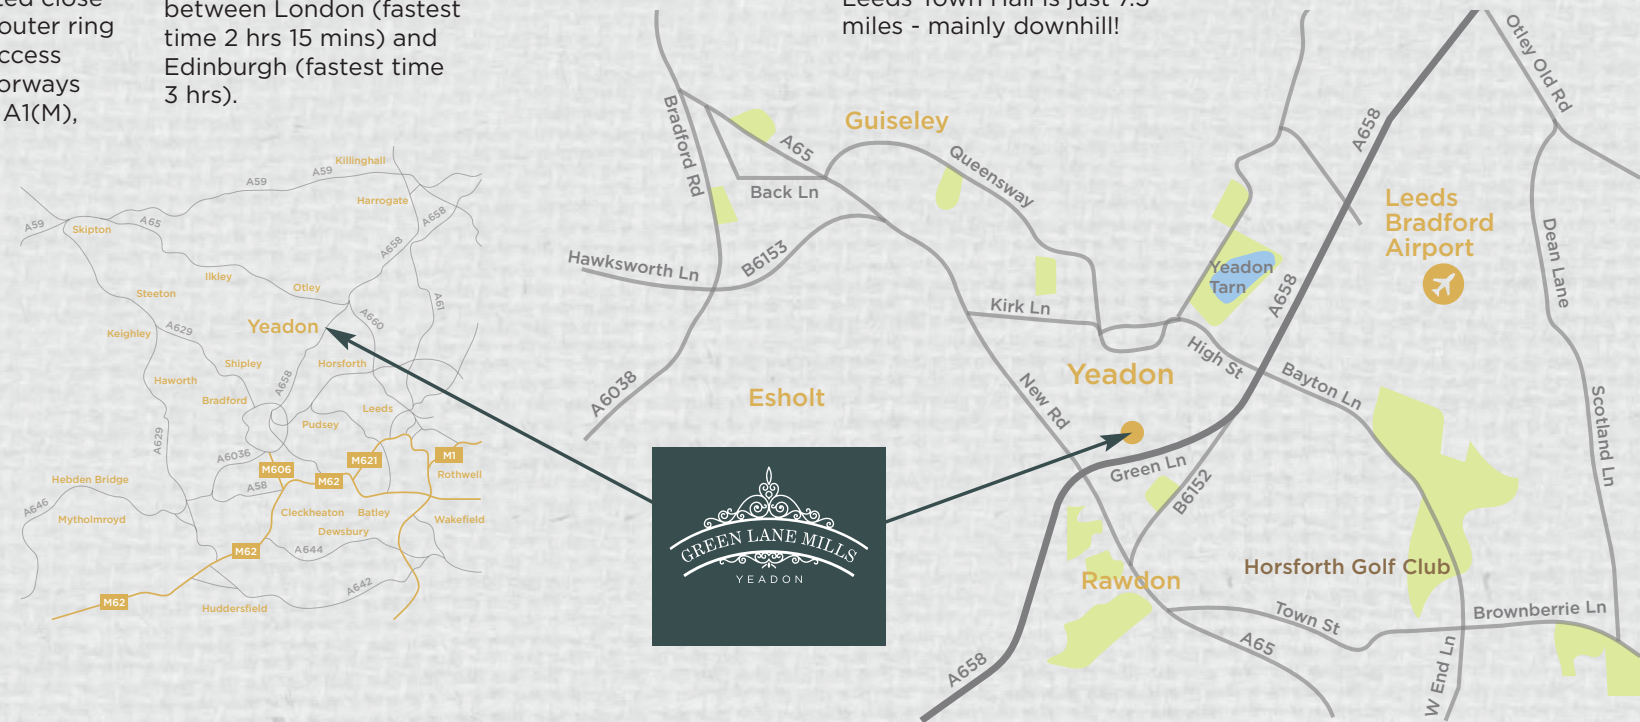 ted close
outer ring
ccess
orways
A1(M),
between London (fastest
time 2 hrs 15 mins) and
Edinburgh (fastest time
3 hrs).
miles - mainly downhill!
Killinghall
A59
A59
Harrogate
A59
A65
A658
Skipton
A658
Ilkley
Otley
Steeton
A61
Yeadon
A660
Keighley
A629
Shipley
Horsforth
Haworth
A658
Bradford
Leeds
Pudsey
A629
A6036
M606
M621
M1
M62
Rothwell
Hebden Bridge
A58
A646
Mytholmroyd
Cleckheaton
Batley
Wakefield
Dewsbury
M62
A644
A642
M62
Huddersfield
Otley Old Rd
Bradford Rd
Guiseley
A65
A658
Queensway
Back Ln
Leeds
Bradford
Airport
Hawksworth Ln
B6153
Yeadon
Tarn
A658
Dean Lane
Kirk Ln
High St
Yeadon
Bayton Ln
A6038
Esholt
New Rd
Scotland Ln
Green Ln
B6152
GREEN LANE MILLS
YEADON
Rawdon
Horsforth Golf Club
Town St
Brownberrie Ln
A65
A658
W End Ln